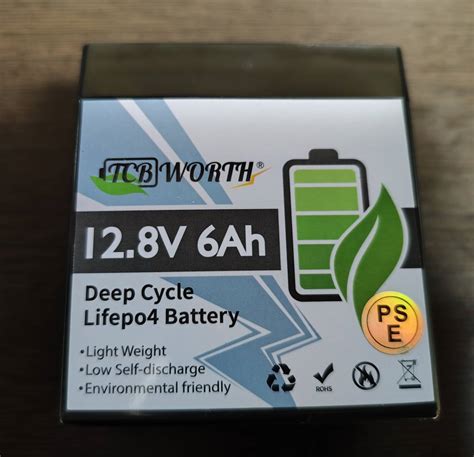 TCB WORTH®
12.8V 6Ah
Deep Cycle
Lifepo4 Battery
•Light Weight
•Low Self-discharge
•Environmental friendly
PS
E
ROHS